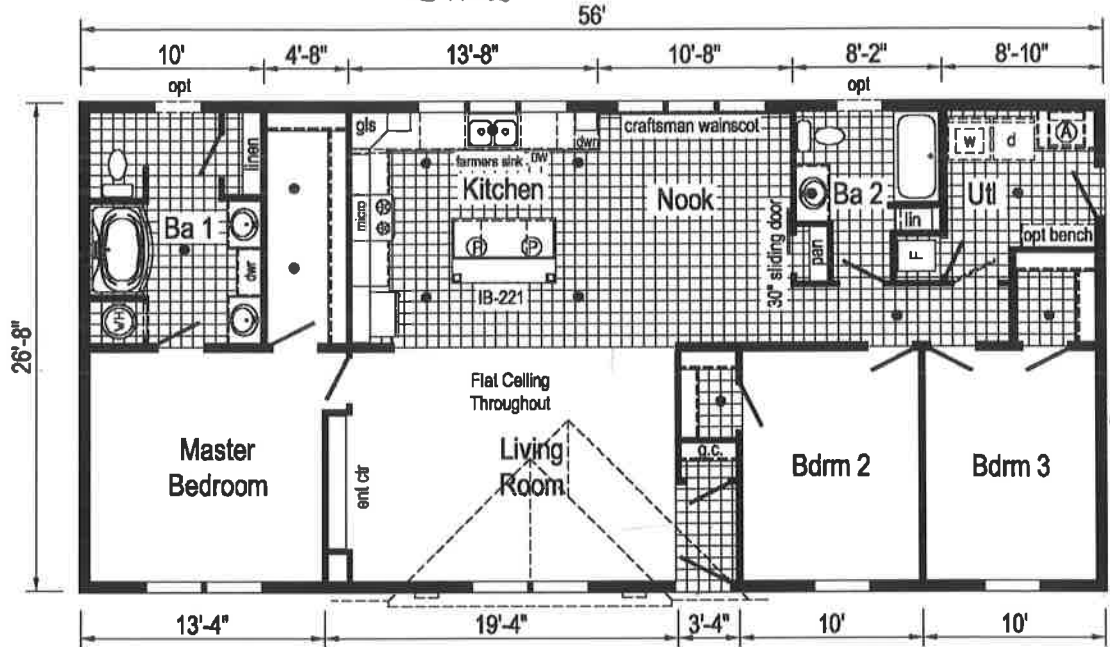 56'
10' 4'-8" 13'-8" 10'-8" 8'-2" 8'-10"
opt opt
26'-8"
gls
linen
farmers sink DW
dwn
craftsman wainscot
w d A
Ba 1
micro
Kitchen
Nook
Ba 2
lin
Utl
dwr
F P
pan
F
opt bench
30" sliding door
IB-221
WH
Flat Ceiling
Throughout
Master
Bedroom
ent ctr
Living
Room
g.c.
Bdrm 2
Bdrm 3
13'-4" 19'-4" 3'-4" 10' 10'